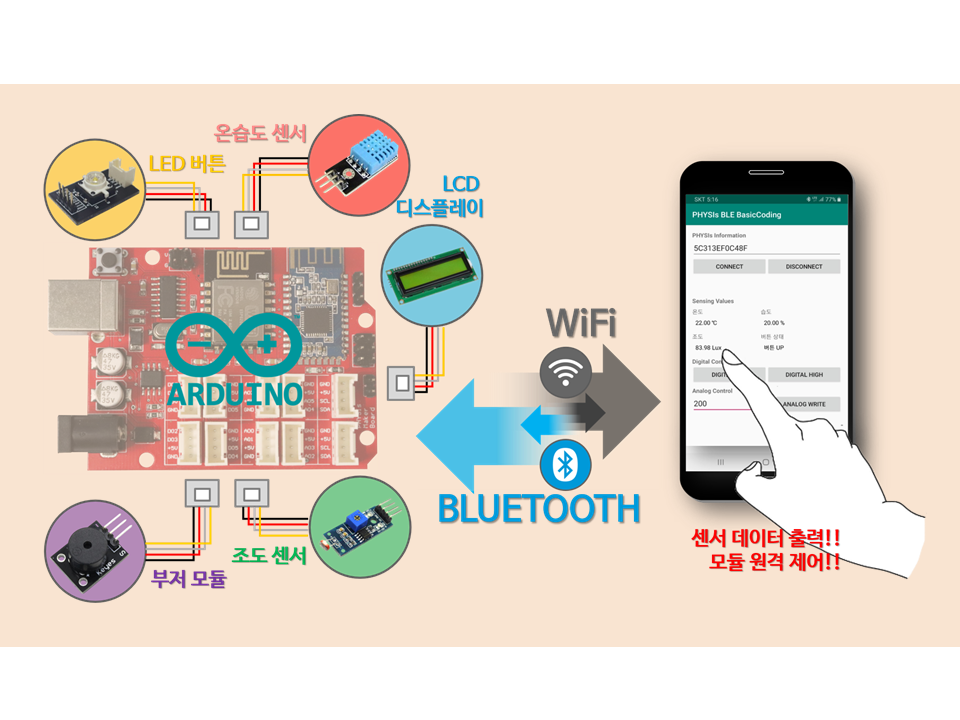 온습도 센서
LED 버튼
LCD
디스플레이
ARDUINO
WiFi
BLUETOOTH
부저 모듈
조도 센서
SKT 5:16
77%
PHYSIs BLE BasicCoding
PHYSIs Information
5C313EF0C48F
CONNECT
DISCONNECT
Sensing Values
온도
습도
22.00 ℃
20.00 %
조도
버튼 상태
83.98 Lux
버튼 UP
Digital Con
DIGIT
DIGITAL HIGH
Analog Control
200
ANALOG WRITE
센서 데이터 출력!!
모듈 원격 제어!!